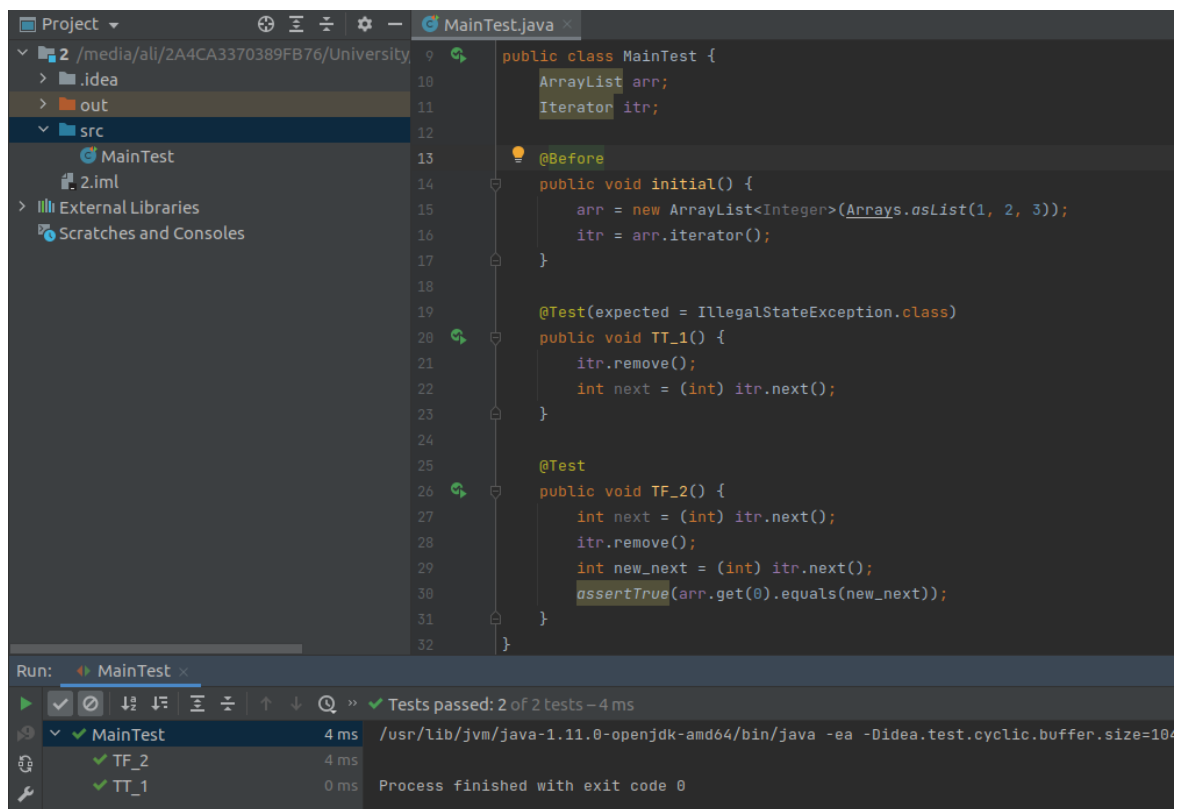 Project
MainTest.java
2 /media/ali/2A4CA3370389FB76/University
.idea
out
src
MainTest
2.iml
External Libraries
Scratches and Consoles
9 public class MainTest {
10 ArrayList arr;
11 Iterator itr;
12
13 @Before
14 public void initial() {
15 arr = new ArrayList<Integer>(Arrays.asList(1, 2, 3));
16 itr = arr.iterator();
17 }
18
19 @Test(expected = IllegalStateException.class)
20 public void TT_1() {
21 itr.remove();
22 int next = (int) itr.next();
23 }
24
25 @Test
26 public void TF_2() {
27 int next = (int) itr.next();
28 itr.remove();
29 int new_next = (int) itr.next();
30 assertTrue(arr.get(0).equals(new_next));
31 }
32 }
Run: MainTest
Tests passed: 2 of 2 tests – 4 ms
MainTest 4 ms
TF_2 4 ms
TT_1 0 ms
/usr/lib/jvm/java-1.11.0-openjdk-amd64/bin/java -ea -Didea.test.cyclic.buffer.size=104
Process finished with exit code 0